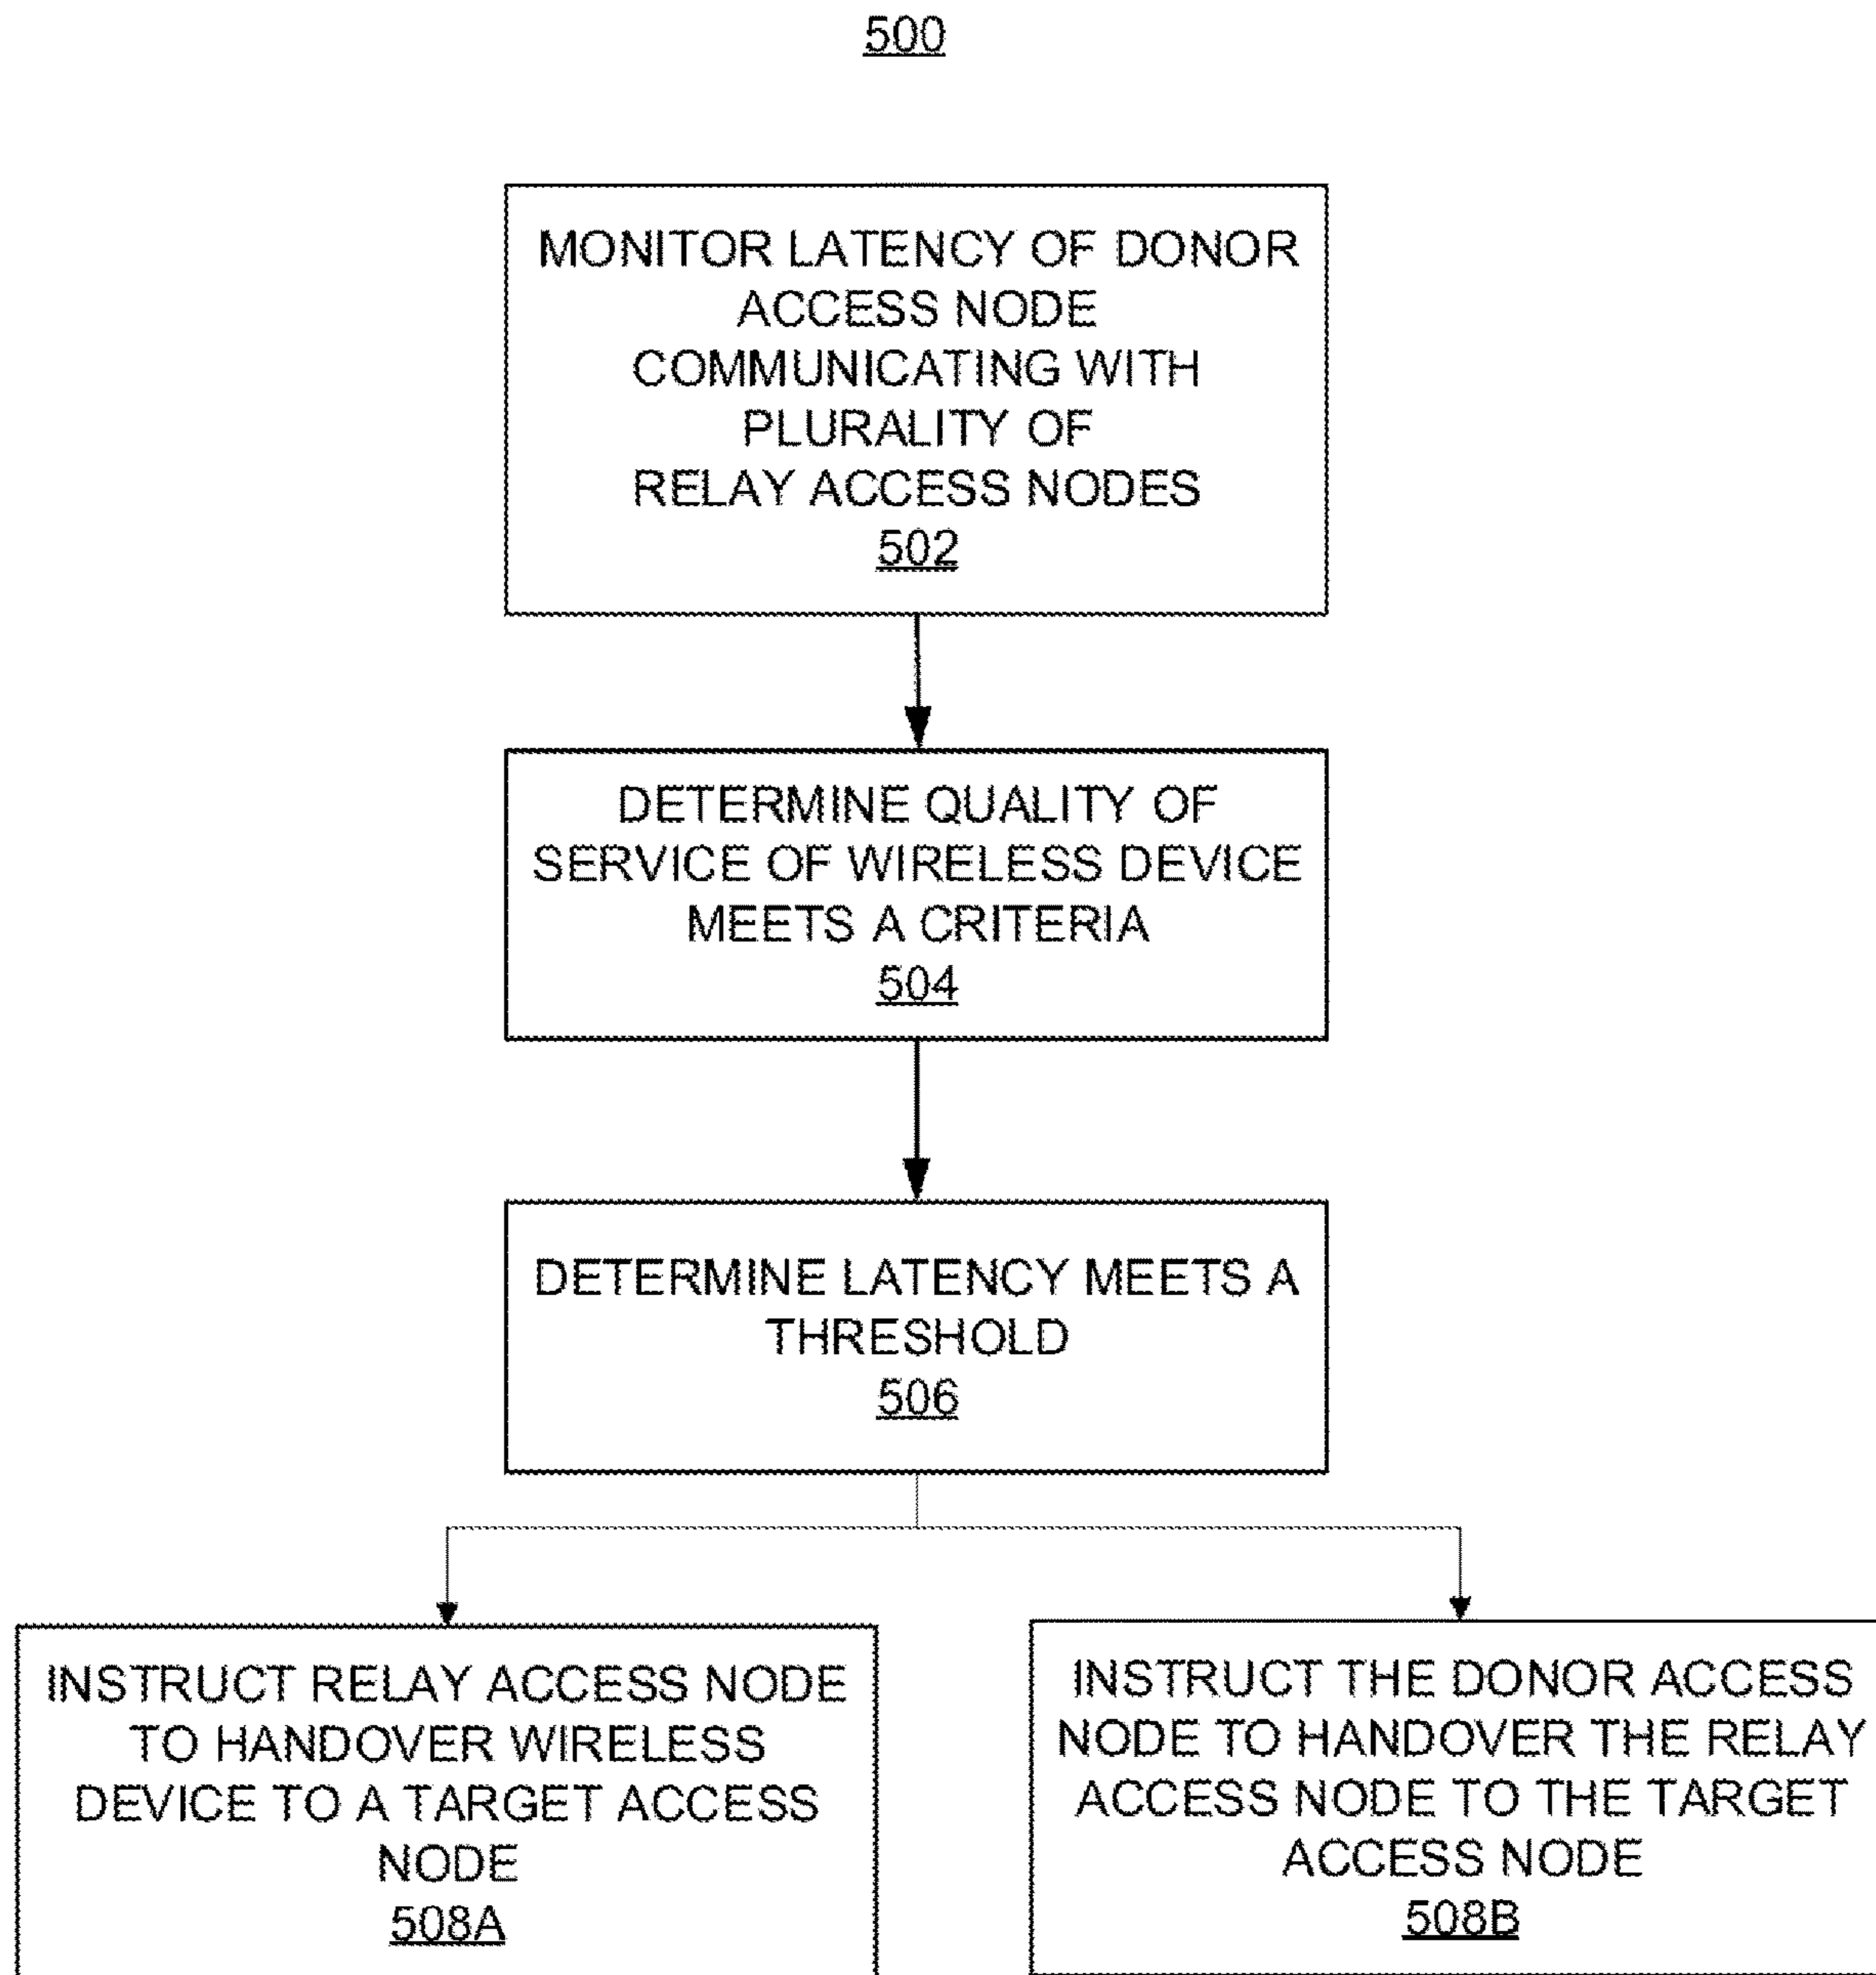 500
MONITOR LATENCY OF DONOR
ACCESS NODE
COMMUNICATING WITH
PLURALITY OF
RELAY ACCESS NODES
502
DETERMINE QUALITY OF
SERVICE OF WIRELESS DEVICE
MEETS A CRITERIA
504
DETERMINE LATENCY MEETS A
THRESHOLD
506
INSTRUCT RELAY ACCESS NODE
TO HANDOVER WIRELESS
DEVICE TO A TARGET ACCESS
NODE
508A
INSTRUCT THE DONOR ACCESS
NODE TO HANDOVER THE RELAY
ACCESS NODE TO THE TARGET
ACCESS NODE
508B